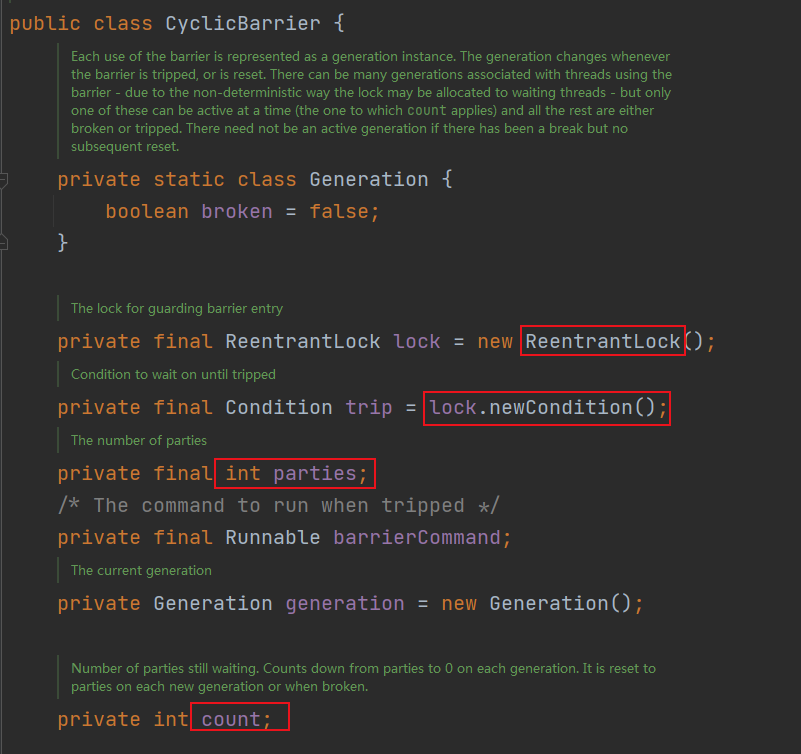 public class CyclicBarrier {
Each use of the barrier is represented as a generation instance. The generation changes whenever
the barrier is tripped, or is reset. There can be many generations associated with threads using the
barrier - due to the non-deterministic way the lock may be allocated to waiting threads - but only
one of these can be active at a time (the one to which count applies) and all the rest are either
broken or tripped. There need not be an active generation if there has been a break but no
subsequent reset.
private static class Generation {
boolean broken = false;
}
The lock for guarding barrier entry
private final ReentrantLock lock = new ReentrantLock();
Condition to wait on until tripped
private final Condition trip = lock.newCondition();
The number of parties
private final int parties;
/* The command to run when tripped */
private final Runnable barrierCommand;
The current generation
private Generation generation = new Generation();
Number of parties still waiting. Counts down from parties to 0 on each generation. It is reset to
parties on each new generation or when broken.
private int count;